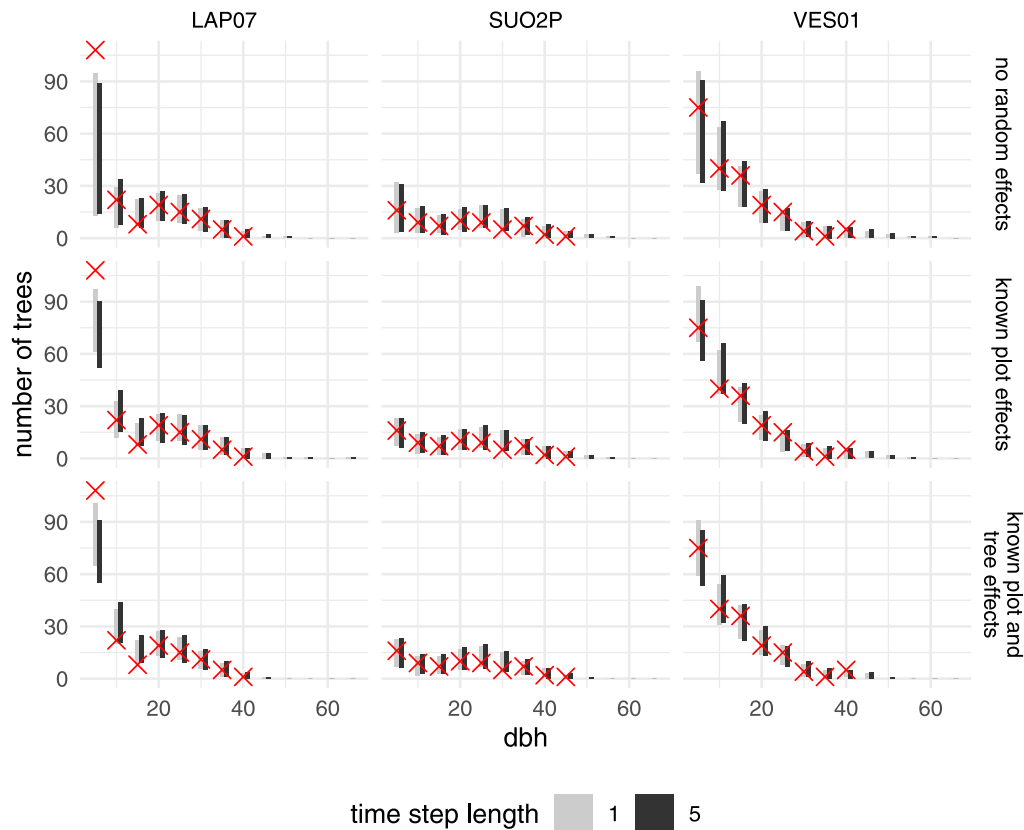 LAP07 SUO2P VES01
90
60
30
0
no random effects
90
60
30
0
known plot effects
90
60
30
0
known plot and
tree effects
number of trees
20 40 60 20 40 60 20 40 60
dbh
time step length 1 5